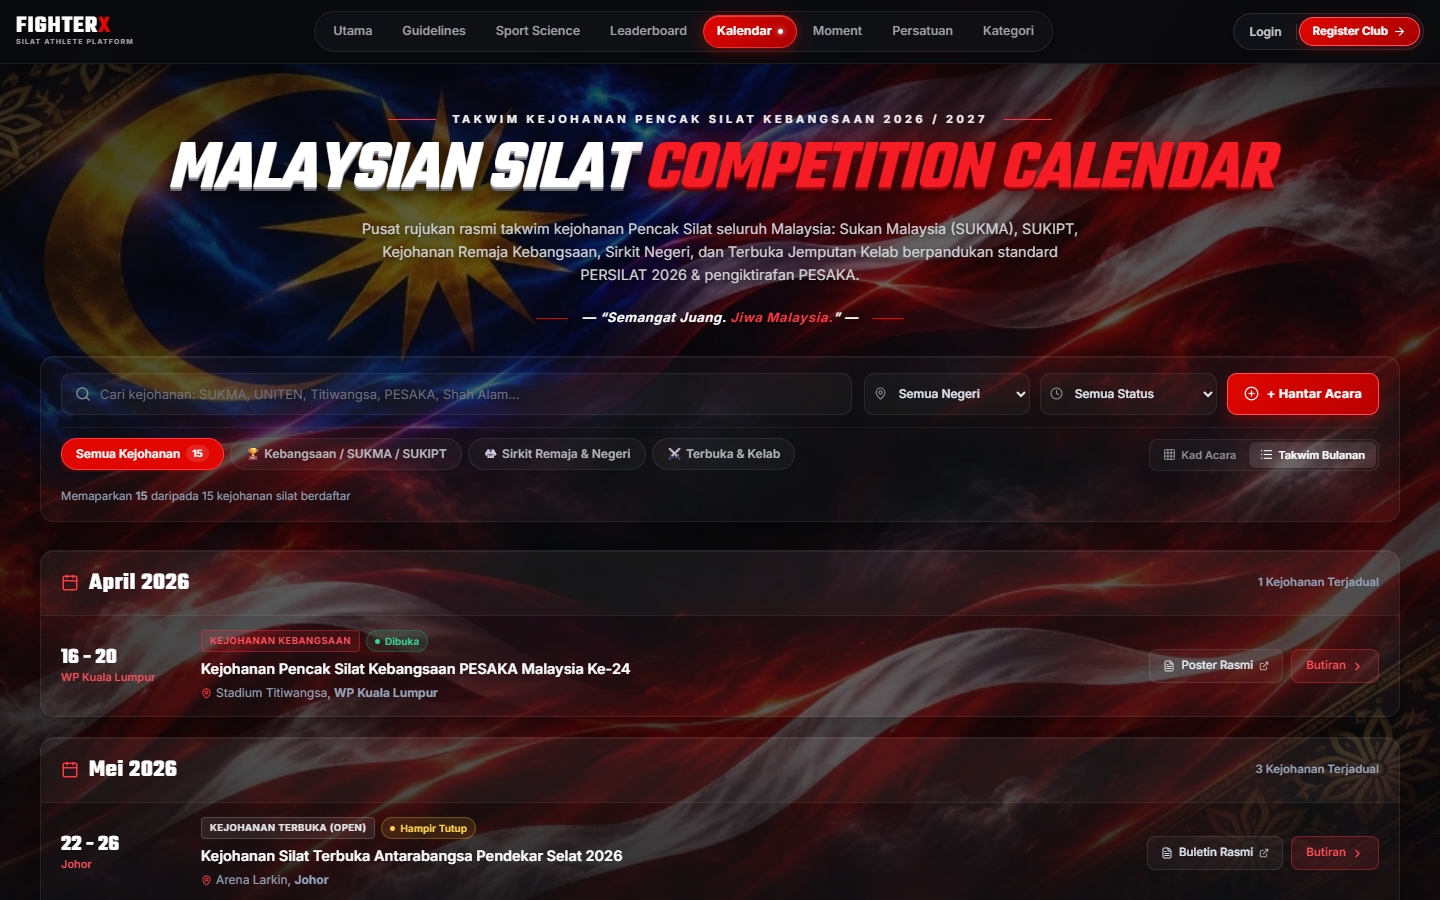 FIGHTERX
SILAT ATHLETE PLATFORM
Utama
Guidelines
Sport Science
Leaderboard
Kalendar
Moment
Persatuan
Kategori
Login
Register Club →
TAKWIM KEJOHANAN PENCAK SILAT KEBANGSAAN 2026 / 2027
MALAYSIAN SILAT COMPETITION CALENDAR
Pusat rujukan rasmi takwim kejohanan Pencak Silat seluruh Malaysia: Sukan Malaysia (SUKMA), SUKIPT,
Kejohanan Remaja Kebangsaan, Sirkit Negeri, dan Terbuka Jemputan Kelab berpandukan standard
PERSILAT 2026 & pengiktirafan PESAKA.
— “Semangat Juang. Jiwa Malaysia.” —
Cari kejohanan: SUKMA, UNITEN, Titiwangsa, PESAKA, Shah Alam...
Semua Negeri
Semua Status
+ Hantar Acara
Semua Kejohanan 15
Kebangsaan / SUKMA / SUKIPT
Sirkit Remaja & Negeri
Terbuka & Kelab
Kad Acara
Takwim Bulanan
Memaparkan 15 daripada 15 kejohanan silat berdaftar
April 2026
1 Kejohanan Terjadual
16 - 20
WP Kuala Lumpur
KEJOHANAN KEBANGSAAN
Dibuka
Kejohanan Pencak Silat Kebangsaan PESAKA Malaysia Ke-24
Stadium Titiwangsa, WP Kuala Lumpur
Poster Rasmi
Butiran
Mei 2026
3 Kejohanan Terjadual
22 - 26
Johor
KEJOHANAN TERBUKA (OPEN)
Hampir Tutup
Kejohanan Silat Terbuka Antarabangsa Pendekar Selat 2026
Arena Larkin, Johor
Buletin Rasmi
Butiran